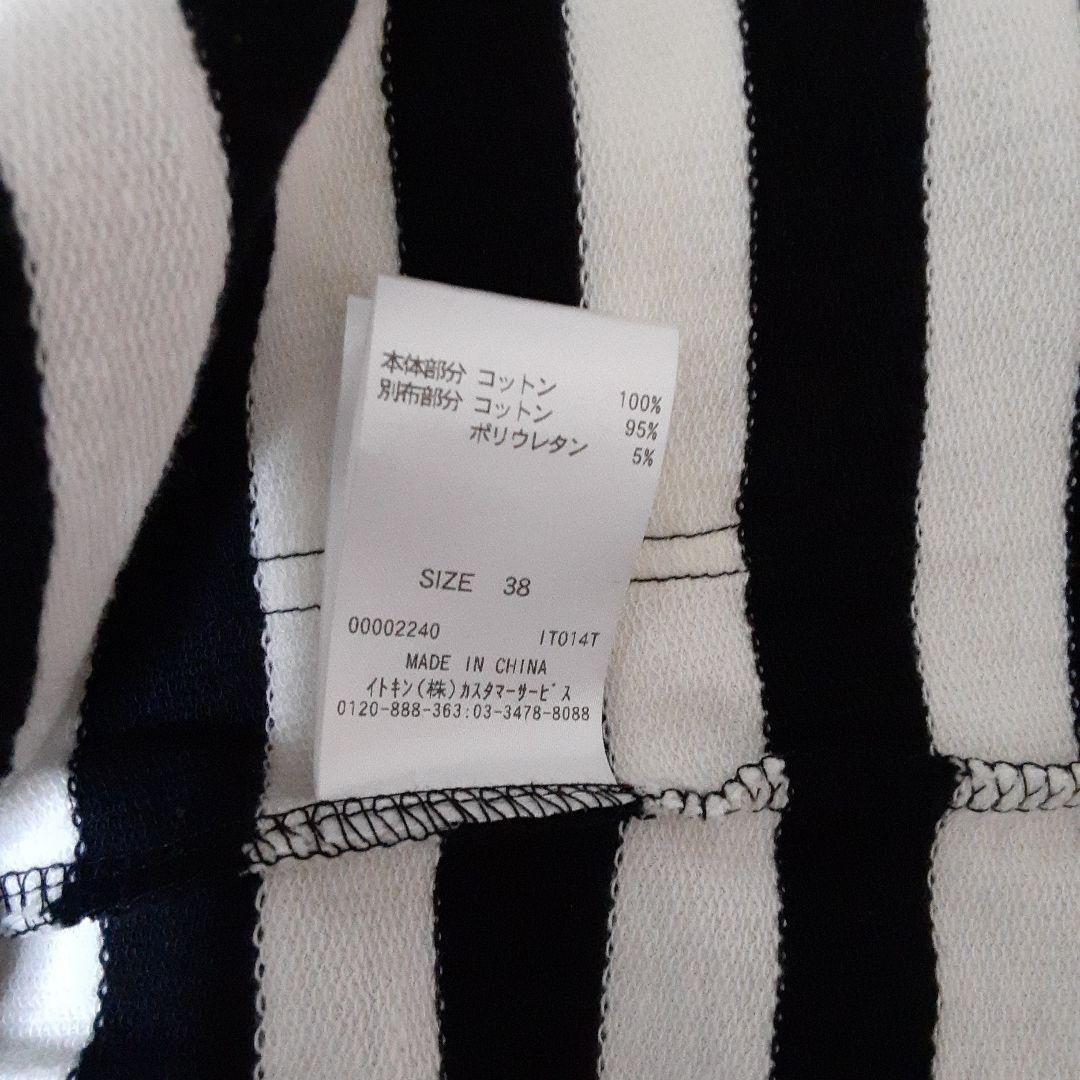 本体部分 コットン 100%
別布部分 コットン 95%
ポリウレタン 5%
SIZE 38
00002240 IT014T
MADE IN CHINA
ｲﾄｷﾝ(株)ｶｽﾀﾏｰｻｰﾋﾞｽ
0120-888-363:03-3478-8088